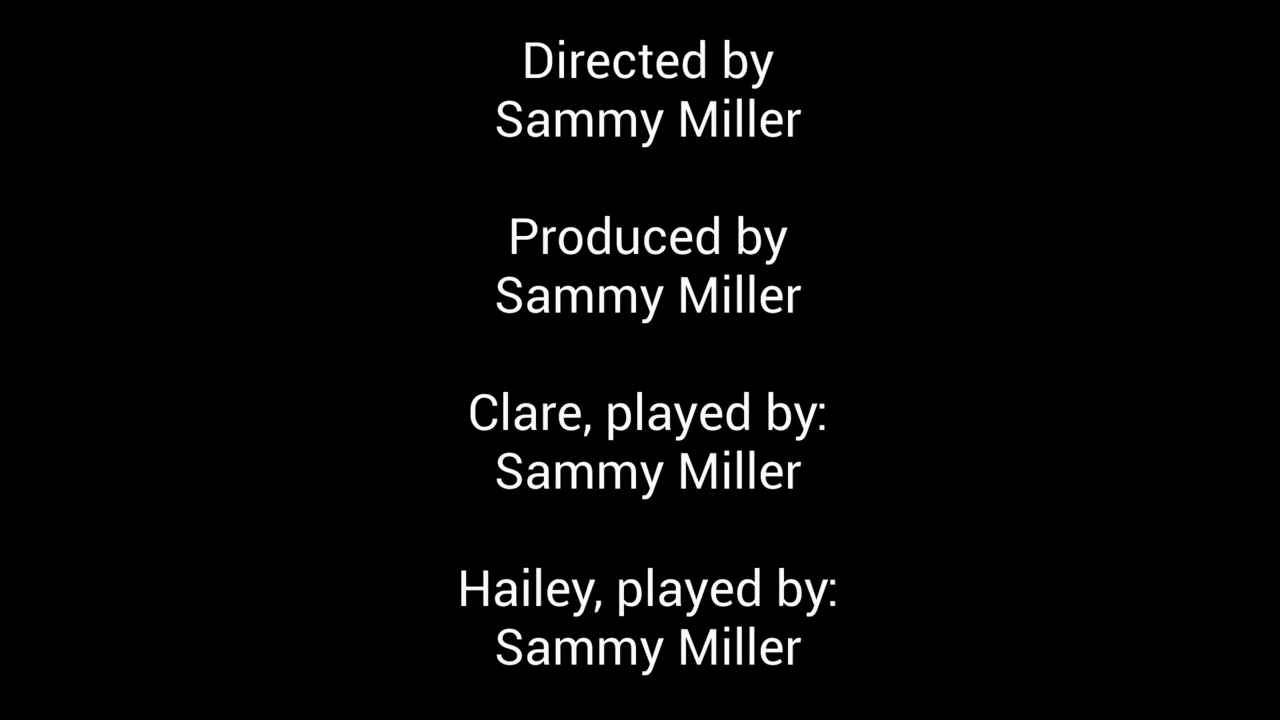 Directed by
Sammy Miller
Produced by
Sammy Miller
Clare, played by:
Sammy Miller
Hailey, played by:
Sammy Miller